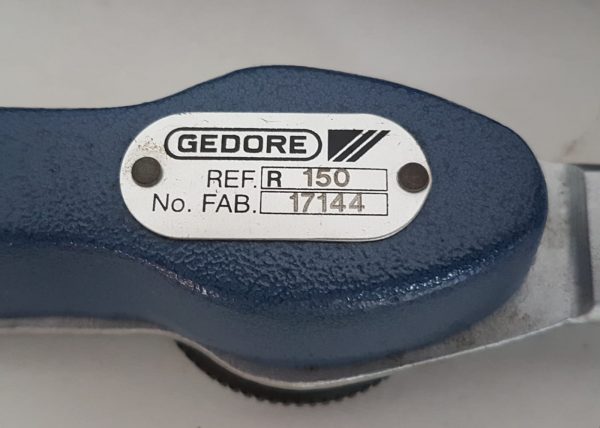 GEDORE
REF. R 150
No. FAB. 17144